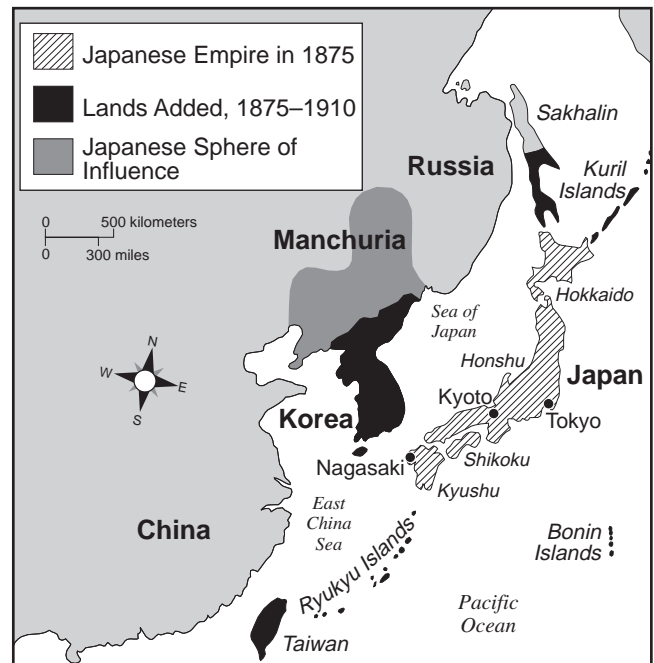 Japanese Empire in 1875
Lands Added, 1875–1910
Japanese Sphere of
Influence
0 500 kilometers
0 300 miles
Sakhalin
Russia
Kuril
Islands
Manchuria
Hokkaido
Sea of
Japan
N
W
E
S
Honshu
Japan
Kyoto
Korea
Tokyo
Nagasaki
Shikoku
Kyushu
East
China
Sea
China
Bonin
Islands
Ryukyu Islands
Pacific
Ocean
Taiwan